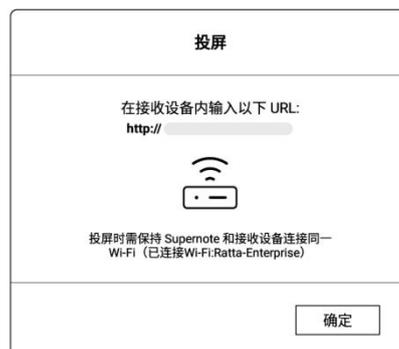 投屏
在接收设备内输入以下 URL:
http://
投屏时需保持 Supernote 和接收设备连接同一
Wi-Fi（已连接Wi-Fi:Ratta-Enterprise）
确定